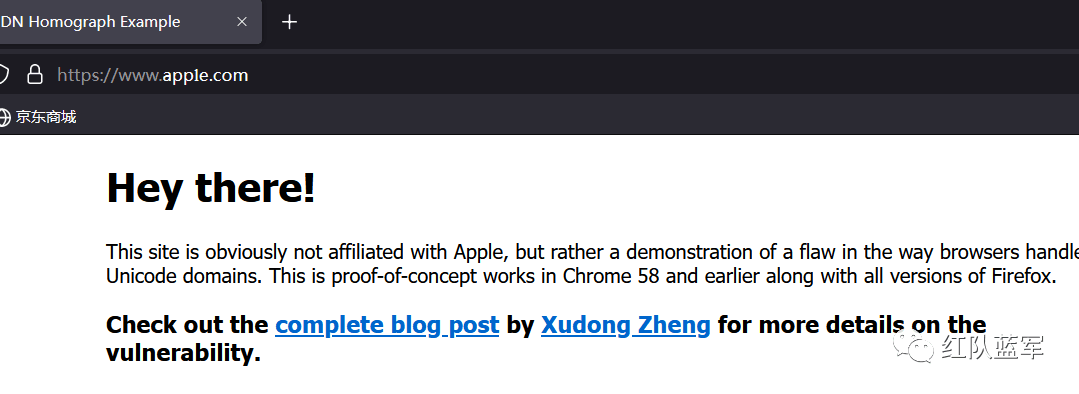 DN Homograph Example
https://www.apple.com
京东商城
Hey there!
This site is obviously not affiliated with Apple, but rather a demonstration of a flaw in the way browsers handle
Unicode domains. This is proof-of-concept works in Chrome 58 and earlier along with all versions of Firefox.
Check out the complete blog post by Xudong Zheng for more details on the
vulnerability.
红队蓝军